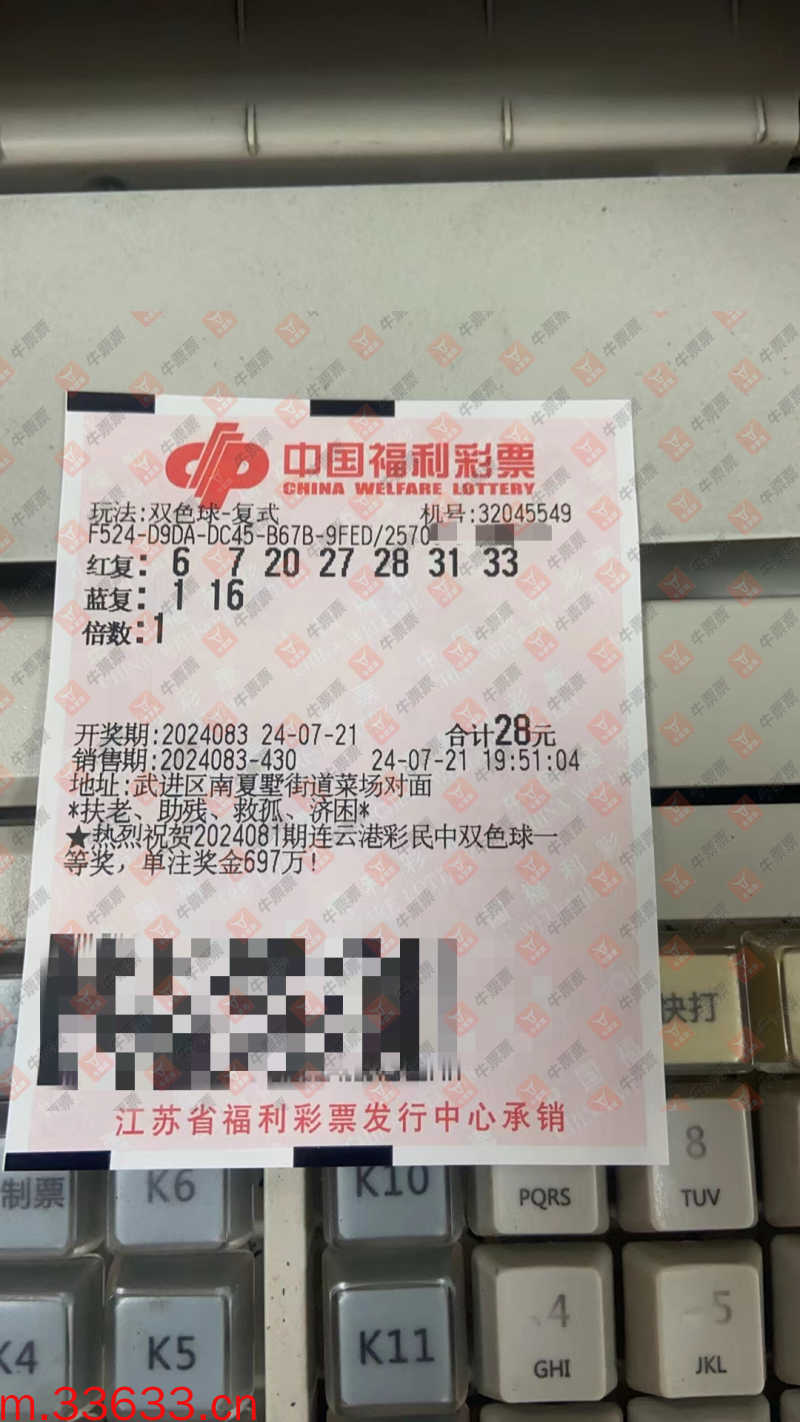 中国福利彩票
CHINA WELFARE LOTTERY
玩法:双色球-复式 机号:32045549
F524-D9DA-DC45-B67B-9FED/2570
红复: 6 7 20 27 28 31 33
蓝复: 1 16
倍数:1
开奖期:2024083 24-07-21 合计28元
销售期:2024083-430 24-07-21 19:51:04
地址:武进区南夏墅街道菜场对面
*扶老、助残、救孤、济困*
★热烈祝贺2024081期连云港彩民中双色球一
等奖，单注奖金697万!
江苏省福利彩票发行中心承销
牛票票
快打
8
制票 K6 K10 PQRS TUV
4 5
K4 K5 K11 GHI JKL
m.33633.cn